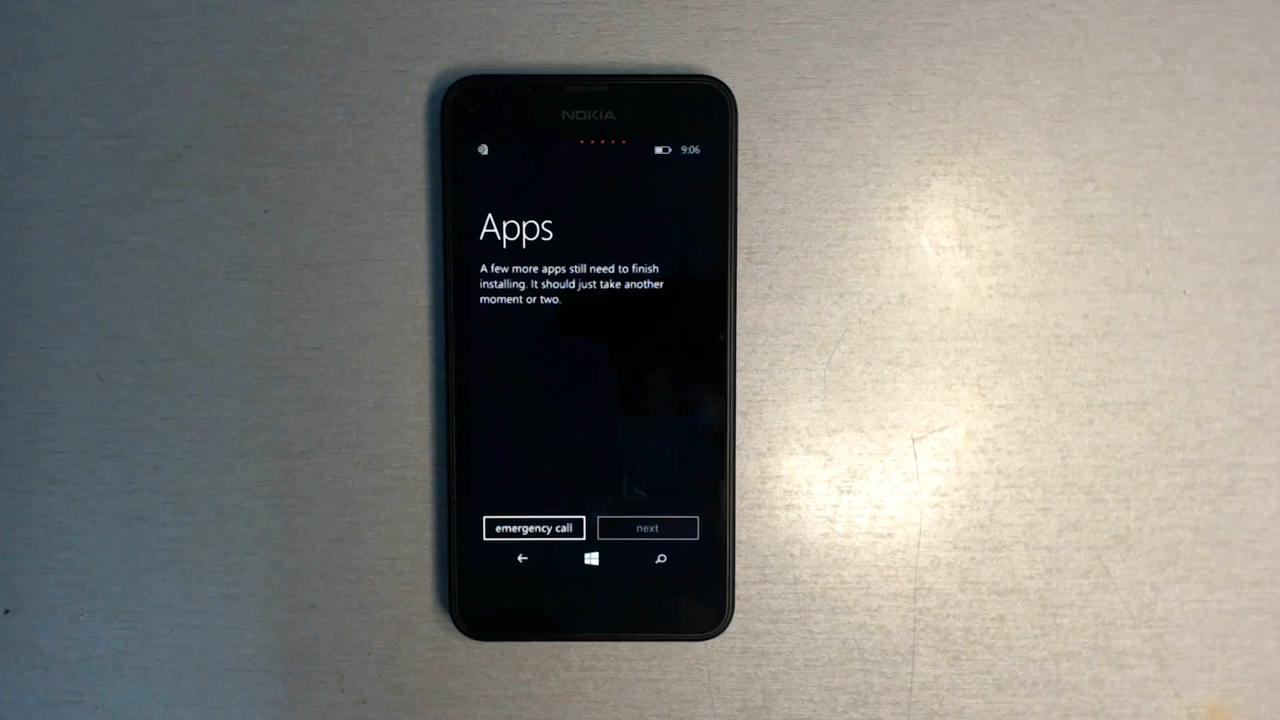 NOKIA
9:06
Apps
A few more apps still need to finish
installing. It should just take another
moment or two.
emergency call
next